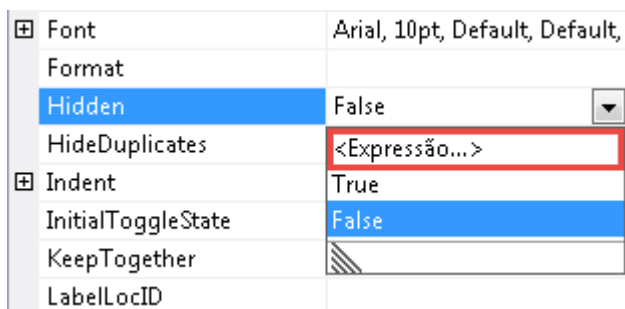 Font Arial, 10pt, Default, Default,
Format
Hidden False
HideDuplicates <Expressão...>
Indent True
InitialToggleState False
KeepTogether
LabelLocID